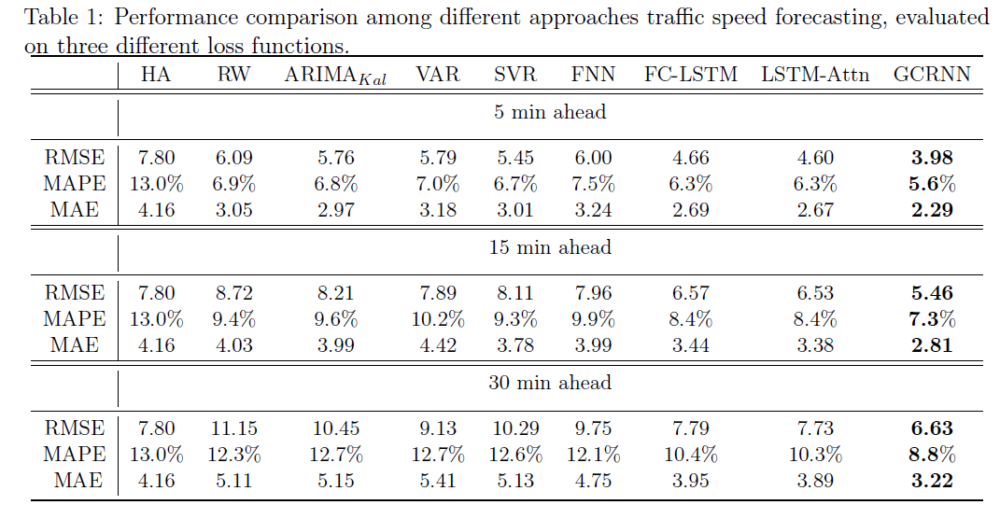 Table 1: Performance comparison among different approaches traffic speed forecasting, evaluated
on three different loss functions.
HA RW ARIMA_Kal VAR SVR FNN FC-LSTM LSTM-Attn GCRNN
5 min ahead
RMSE 7.80 6.09 5.76 5.79 5.45 6.00 4.66 4.60 3.98
MAPE 13.0% 6.9% 6.8% 7.0% 6.7% 7.5% 6.3% 6.3% 5.6%
MAE 4.16 3.05 2.97 3.18 3.01 3.24 2.69 2.67 2.29
15 min ahead
RMSE 7.80 8.72 8.21 7.89 8.11 7.96 6.57 6.53 5.46
MAPE 13.0% 9.4% 9.6% 10.2% 9.3% 9.9% 8.4% 8.4% 7.3%
MAE 4.16 4.03 3.99 4.42 3.78 3.99 3.44 3.38 2.81
30 min ahead
RMSE 7.80 11.15 10.45 9.13 10.29 9.75 7.79 7.73 6.63
MAPE 13.0% 12.3% 12.7% 12.7% 12.6% 12.1% 10.4% 10.3% 8.8%
MAE 4.16 5.11 5.15 5.41 5.13 4.75 3.95 3.89 3.22